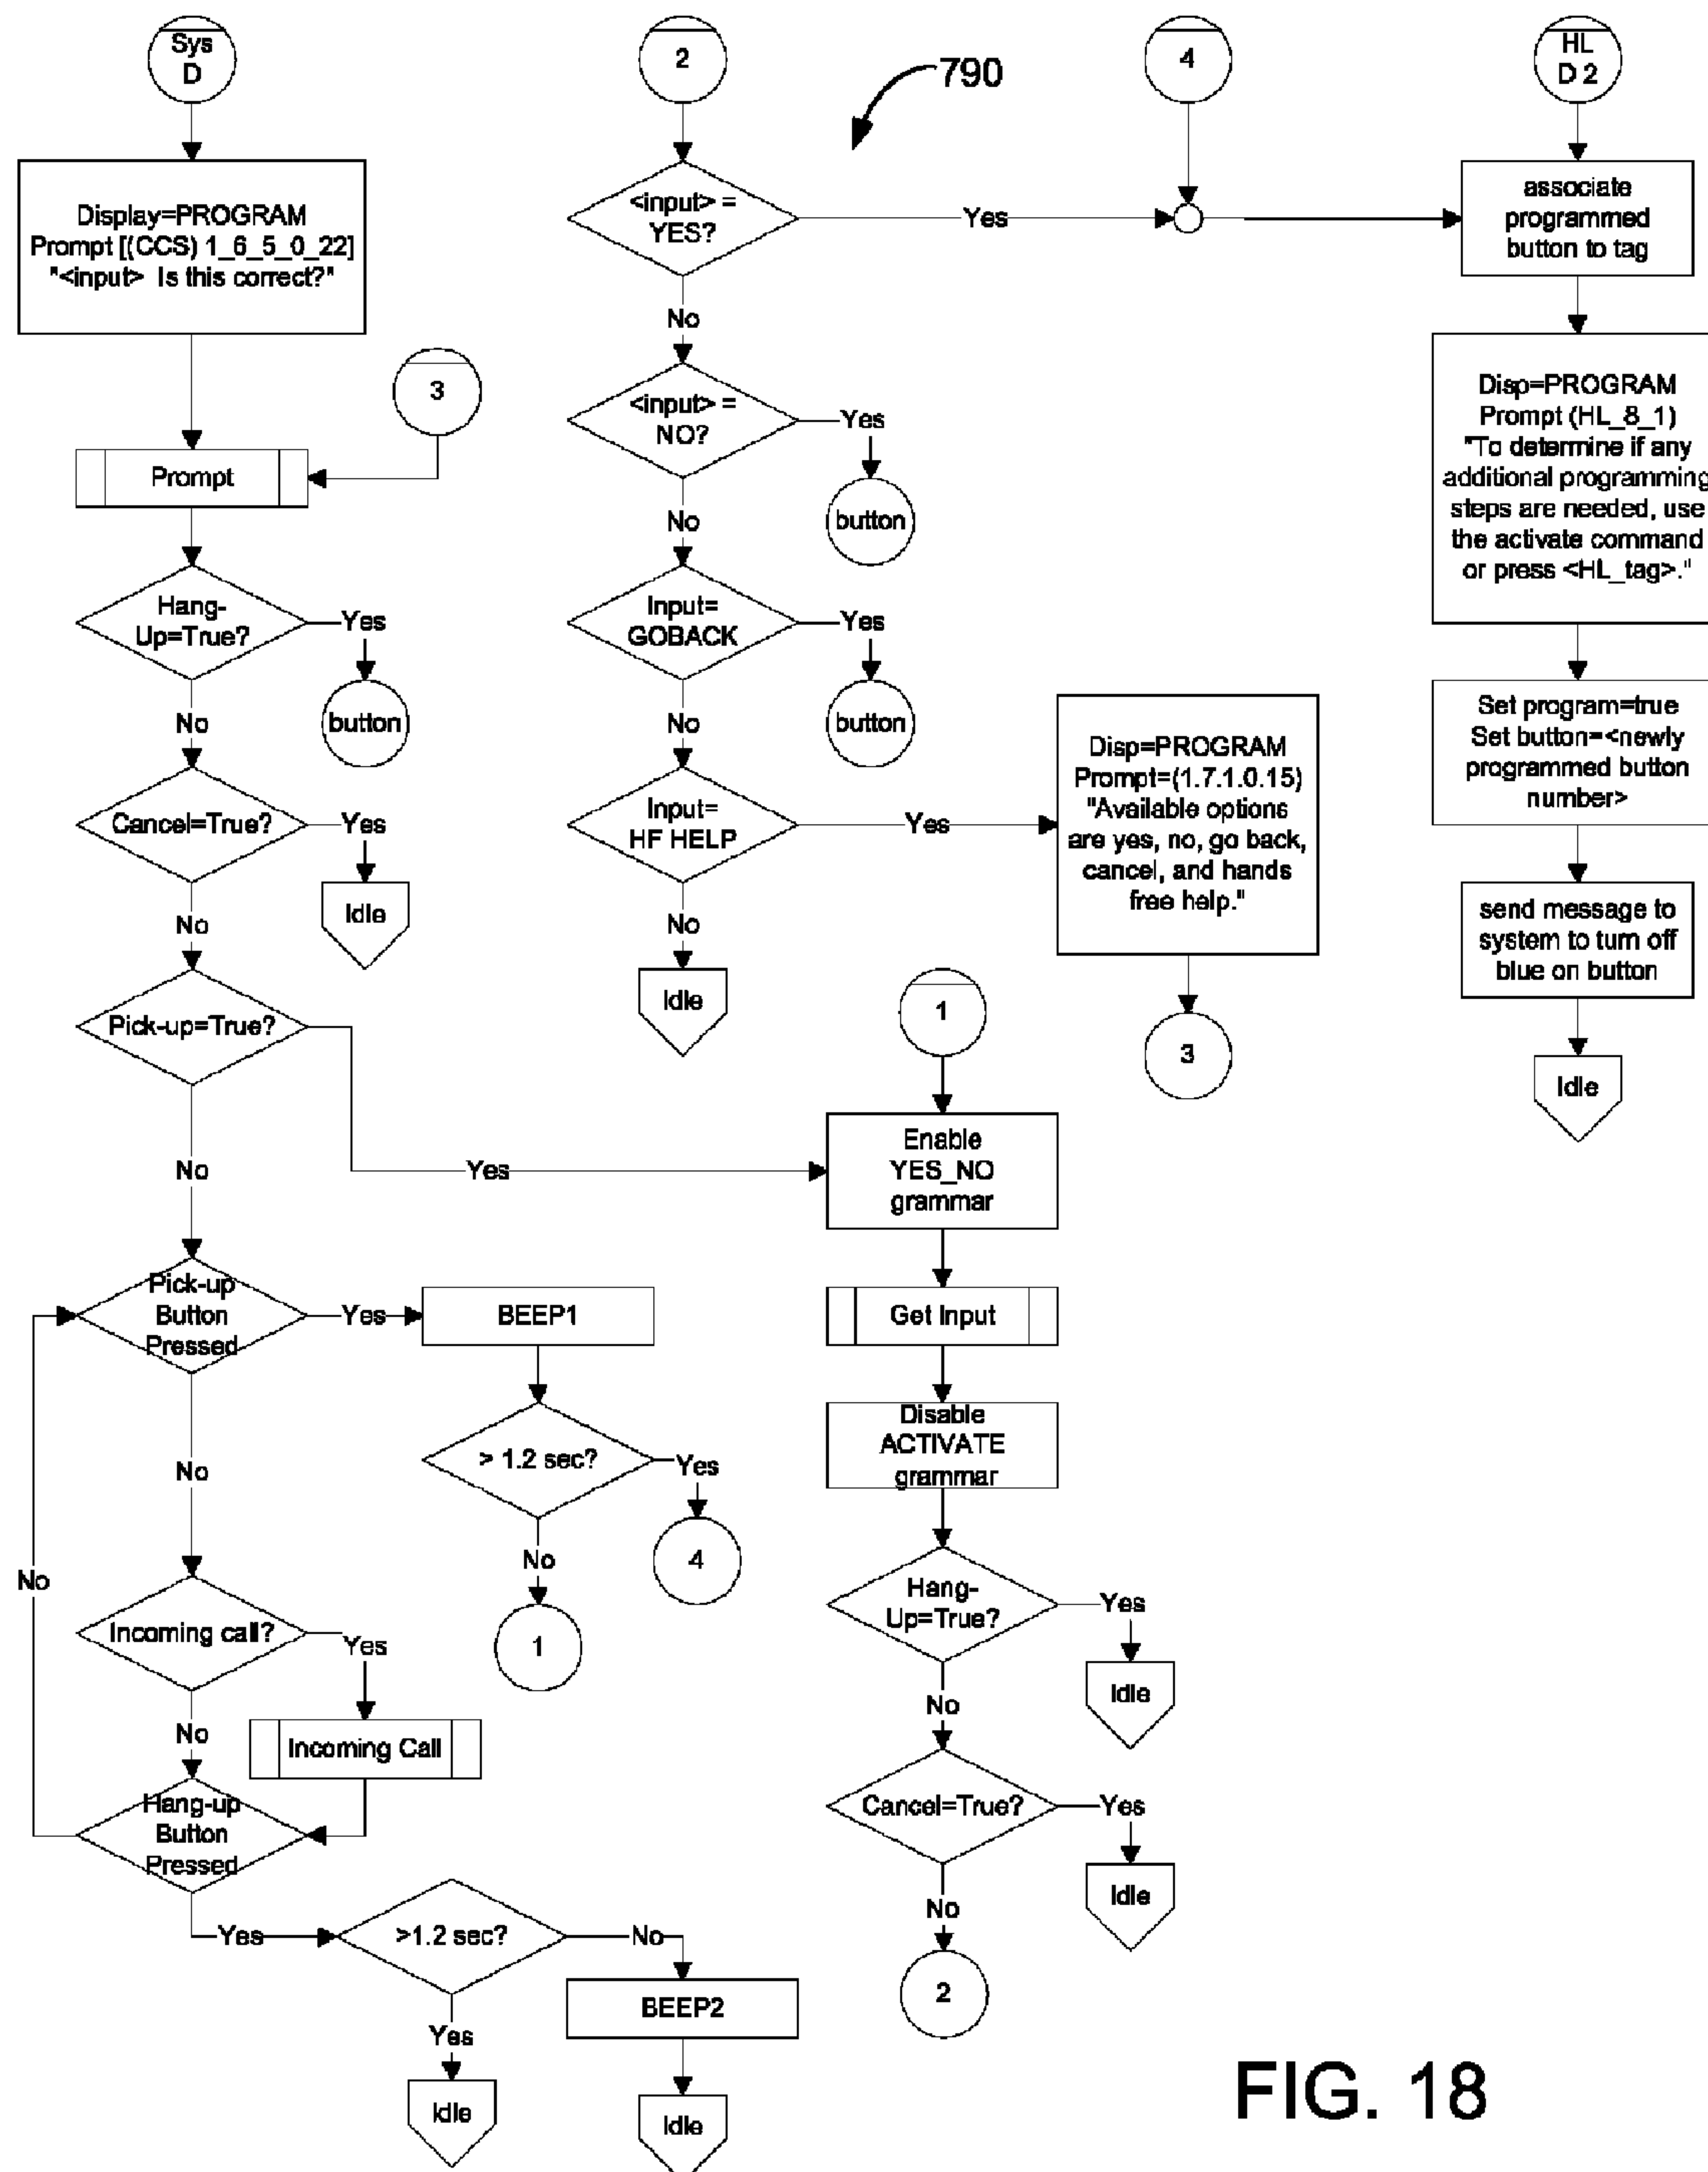 Sys
D
Display=PROGRAM
Prompt [(CCS) 1_6_5_0_22]
"<input> Is this correct?"
3
Prompt
Hang-
Up=True?
Yes
button
No
Cancel=True?
Yes
Idle
No
Pick-up=True?
Yes
No
Pick-up
Button
Pressed
Yes
BEEP1
> 1.2 sec?
Yes
4
No
1
No
Incoming call?
Yes
Incoming Call
No
Hang-up
Button
Pressed
No
Yes
>1.2 sec?
No
BEEP2
Idle
Yes
Idle
2
790
<input> =
YES?
Yes
No
<input> =
NO?
Yes
button
No
Input=
GOBACK
Yes
button
No
Input=
HF HELP
Yes
No
Idle
Disp=PROGRAM
Prompt=(1.7.1.0.15)
"Available options
are yes, no, go back,
cancel, and hands
free help."
3
1
Enable
YES_NO
grammar
Get Input
Disable
ACTIVATE
grammar
Hang-
Up=True?
Yes
Idle
No
Cancel=True?
Yes
Idle
No
2
4
HL
D 2
associate
programmed
button to tag
Disp=PROGRAM
Prompt (HL_8_1)
"To determine if any
additional programming
steps are needed, use
the activate command
or press <HL_tag>."
Set program=true
Set button=<newly
programmed button
number>
send message to
system to turn off
blue on button
Idle
FIG. 18